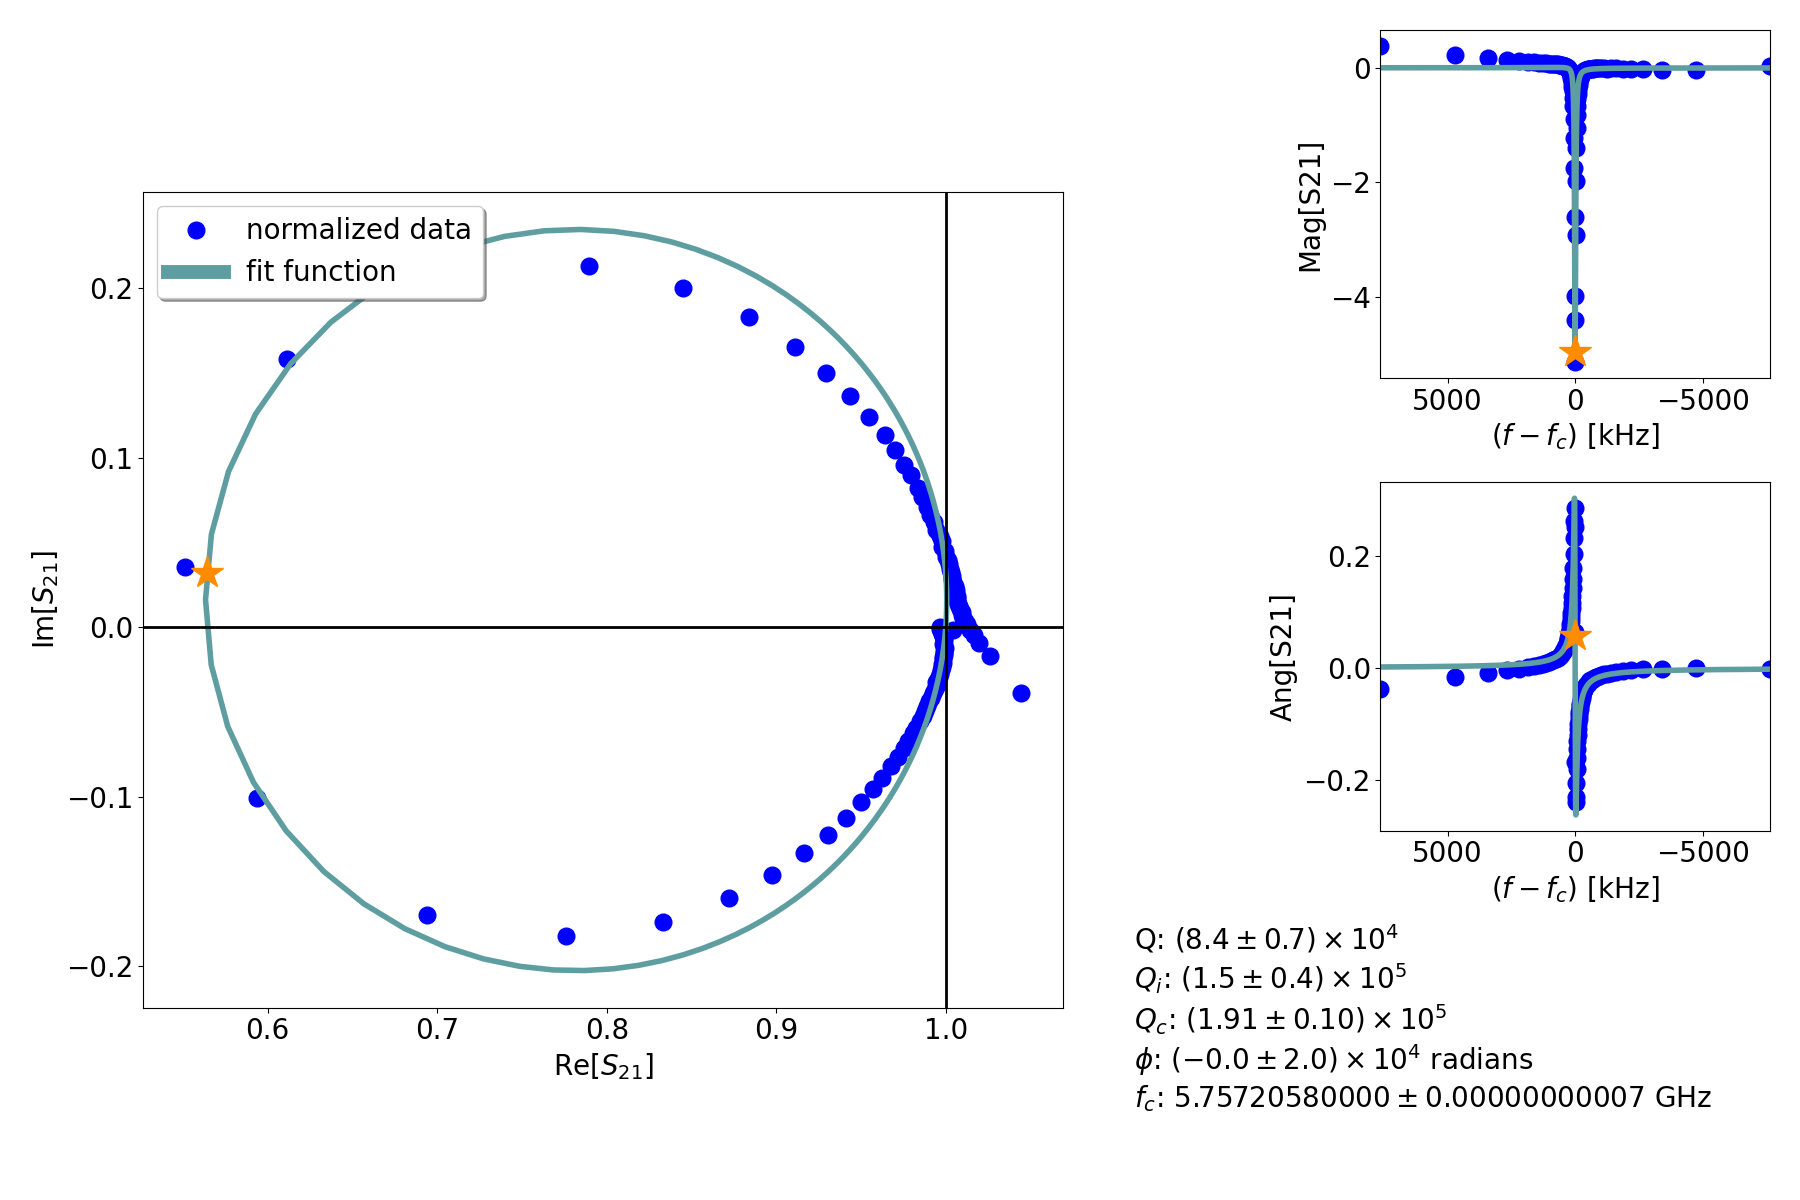 normalized data
fit function
0.2
0.1
0.0
−0.1
−0.2
Im[S21]
0.6 0.7 0.8 0.9 1.0
Re[S21]
0
−2
−4
Mag[S21]
5000 0 −5000
(f − fc) [kHz]
0.2
0.0
−0.2
Ang[S21]
5000 0 −5000
(f − fc) [kHz]
Q: (8.4 ± 0.7) × 10^4
Qi: (1.5 ± 0.4) × 10^5
Qc: (1.91 ± 0.10) × 10^5
ϕ: (−0.0 ± 2.0) × 10^4 radians
fc: 5.75720580000 ± 0.00000000007 GHz